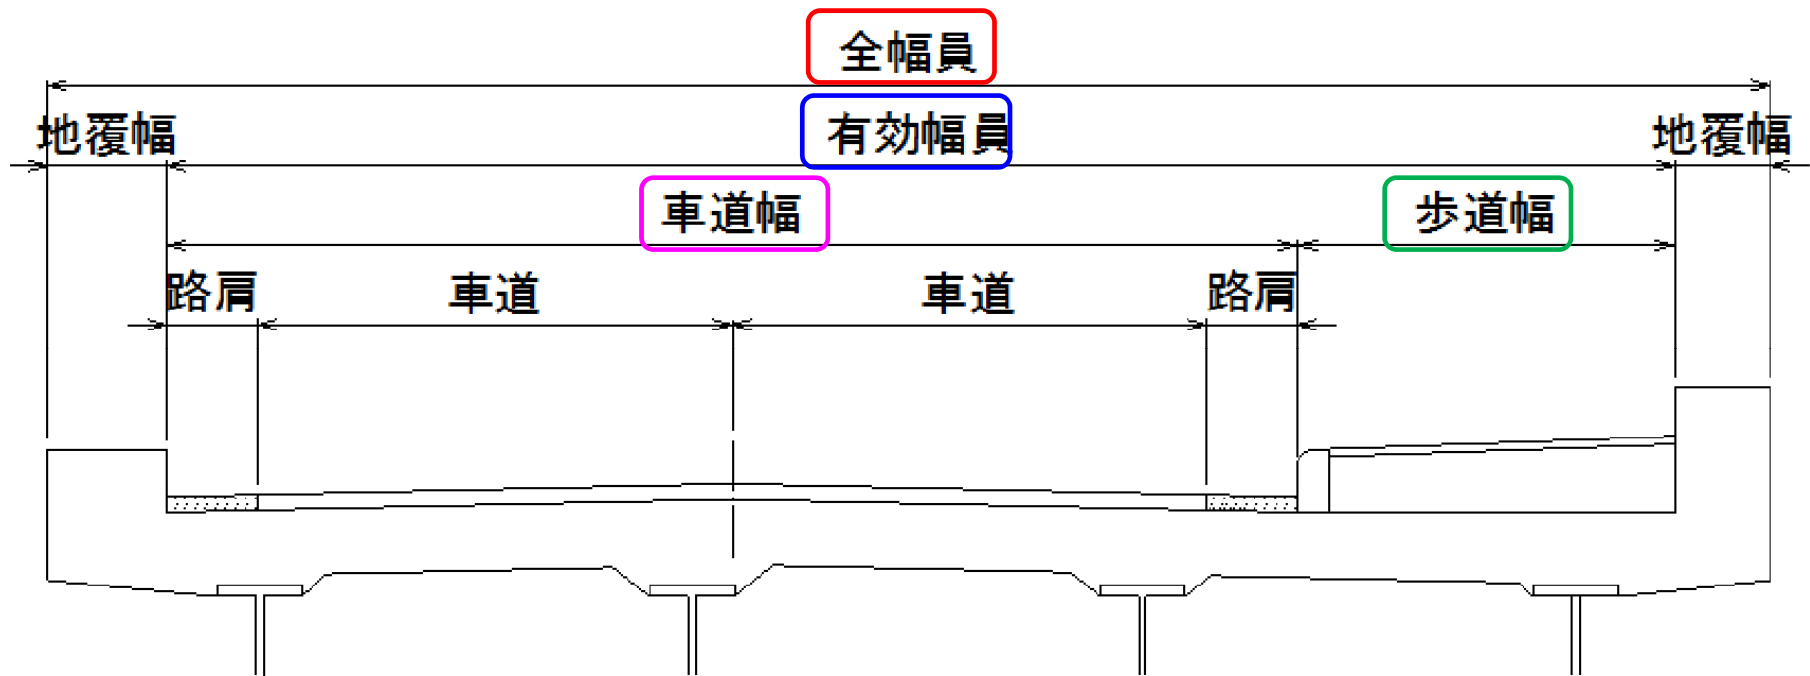 全幅員
地覆幅 有効幅員 地覆幅
車道幅 歩道幅
路肩 車道 車道 路肩